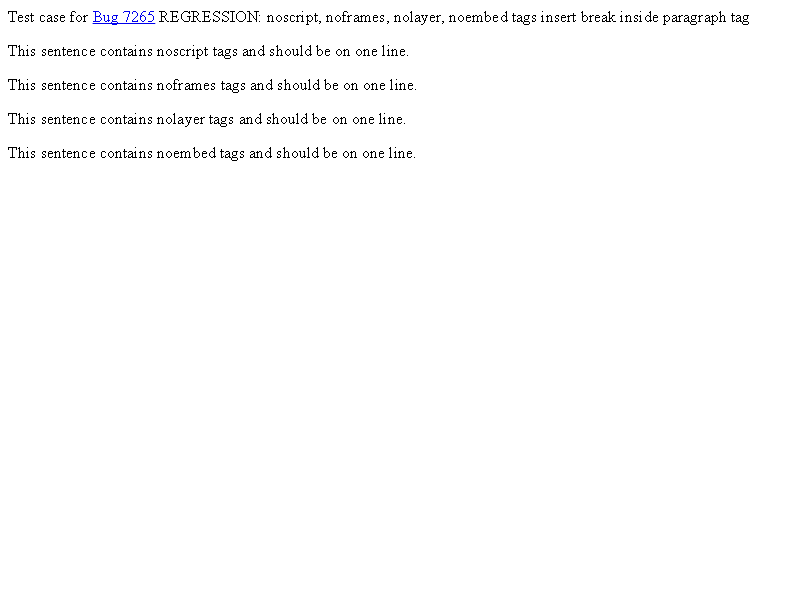 Test case for Bug 7265 REGRESSION: noscript, noframes, nolayer, noembed tags insert break inside paragraph tag
This sentence contains noscript tags and should be on one line.
This sentence contains noframes tags and should be on one line.
This sentence contains nolayer tags and should be on one line.
This sentence contains noembed tags and should be on one line.